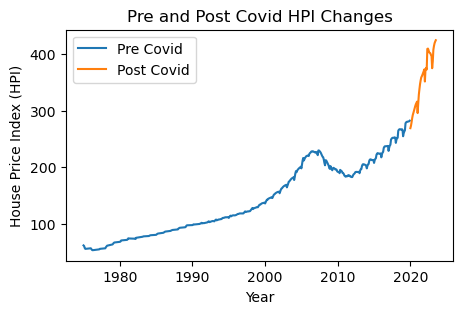 Pre and Post Covid HPI Changes
Pre Covid
Post Covid
House Price Index (HPI)
400
300
200
100
1980
1990
2000
2010
2020
Year